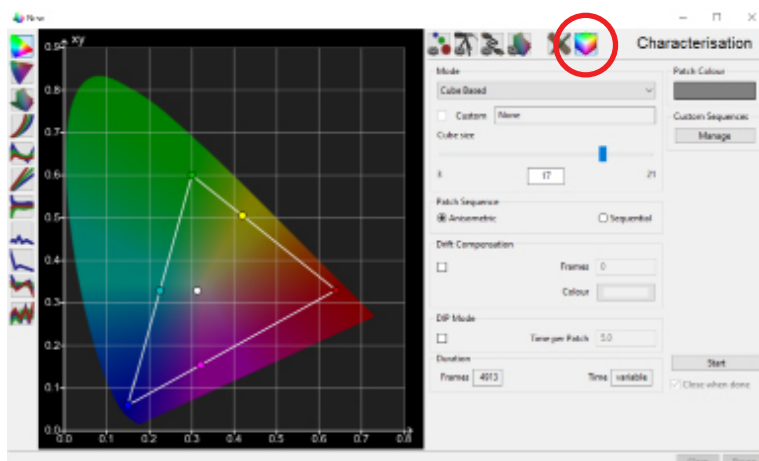 New
xy
0.9
0.8
0.7
0.6
0.5
0.4
0.3
0.2
0.1
0.0
0.0 0.1 0.2 0.3 0.4 0.5 0.6 0.7 0.8
Characterisation
Mode
Cube Based
Custom None
Cube size
17 21
Patch Sequence
Anisometric Sequential
Drift Compensation
Frames 0
Colour
DIP Mode
Time per Patch 5.0
Duration
Frames 4913 Time variable
Patch Colour
Custom Sequences
Manage
Start
Close when done